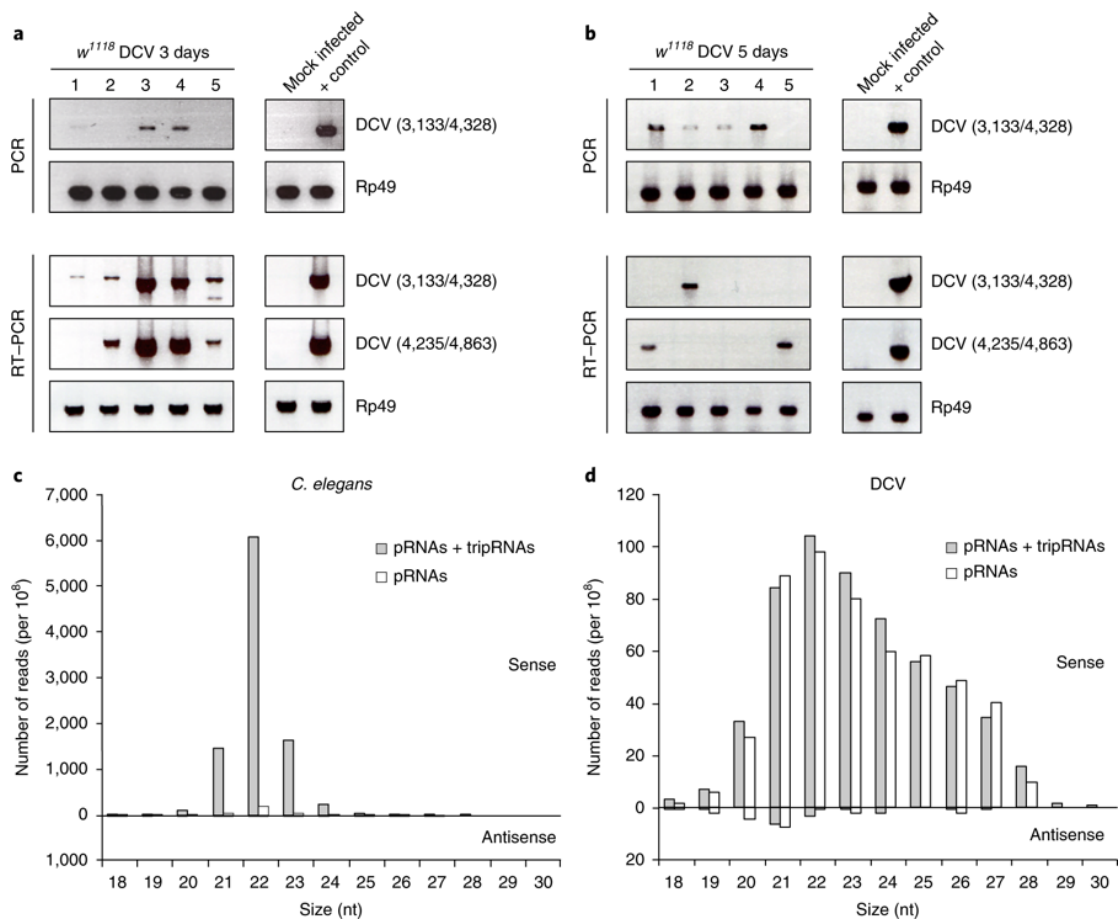 a
w1118 DCV 3 days
1 2 3 4 5
Mock infected
+ control
PCR
DCV (3,133/4,328)
Rp49
RT–PCR
DCV (3,133/4,328)
DCV (4,235/4,863)
Rp49
b
w1118 DCV 5 days
1 2 3 4 5
Mock infected
+ control
PCR
DCV (3,133/4,328)
Rp49
RT–PCR
DCV (3,133/4,328)
DCV (4,235/4,863)
Rp49
c
C. elegans
Number of reads (per 10⁸)
7,000
6,000
5,000
4,000
3,000
2,000
1,000
0
1,000
pRNAs + tripRNAs
pRNAs
Sense
Antisense
18 19 20 21 22 23 24 25 26 27 28 29 30
Size (nt)
d
DCV
Number of reads (per 10⁸)
120
100
80
60
40
20
0
20
pRNAs + tripRNAs
pRNAs
Sense
Antisense
18 19 20 21 22 23 24 25 26 27 28 29 30
Size (nt)